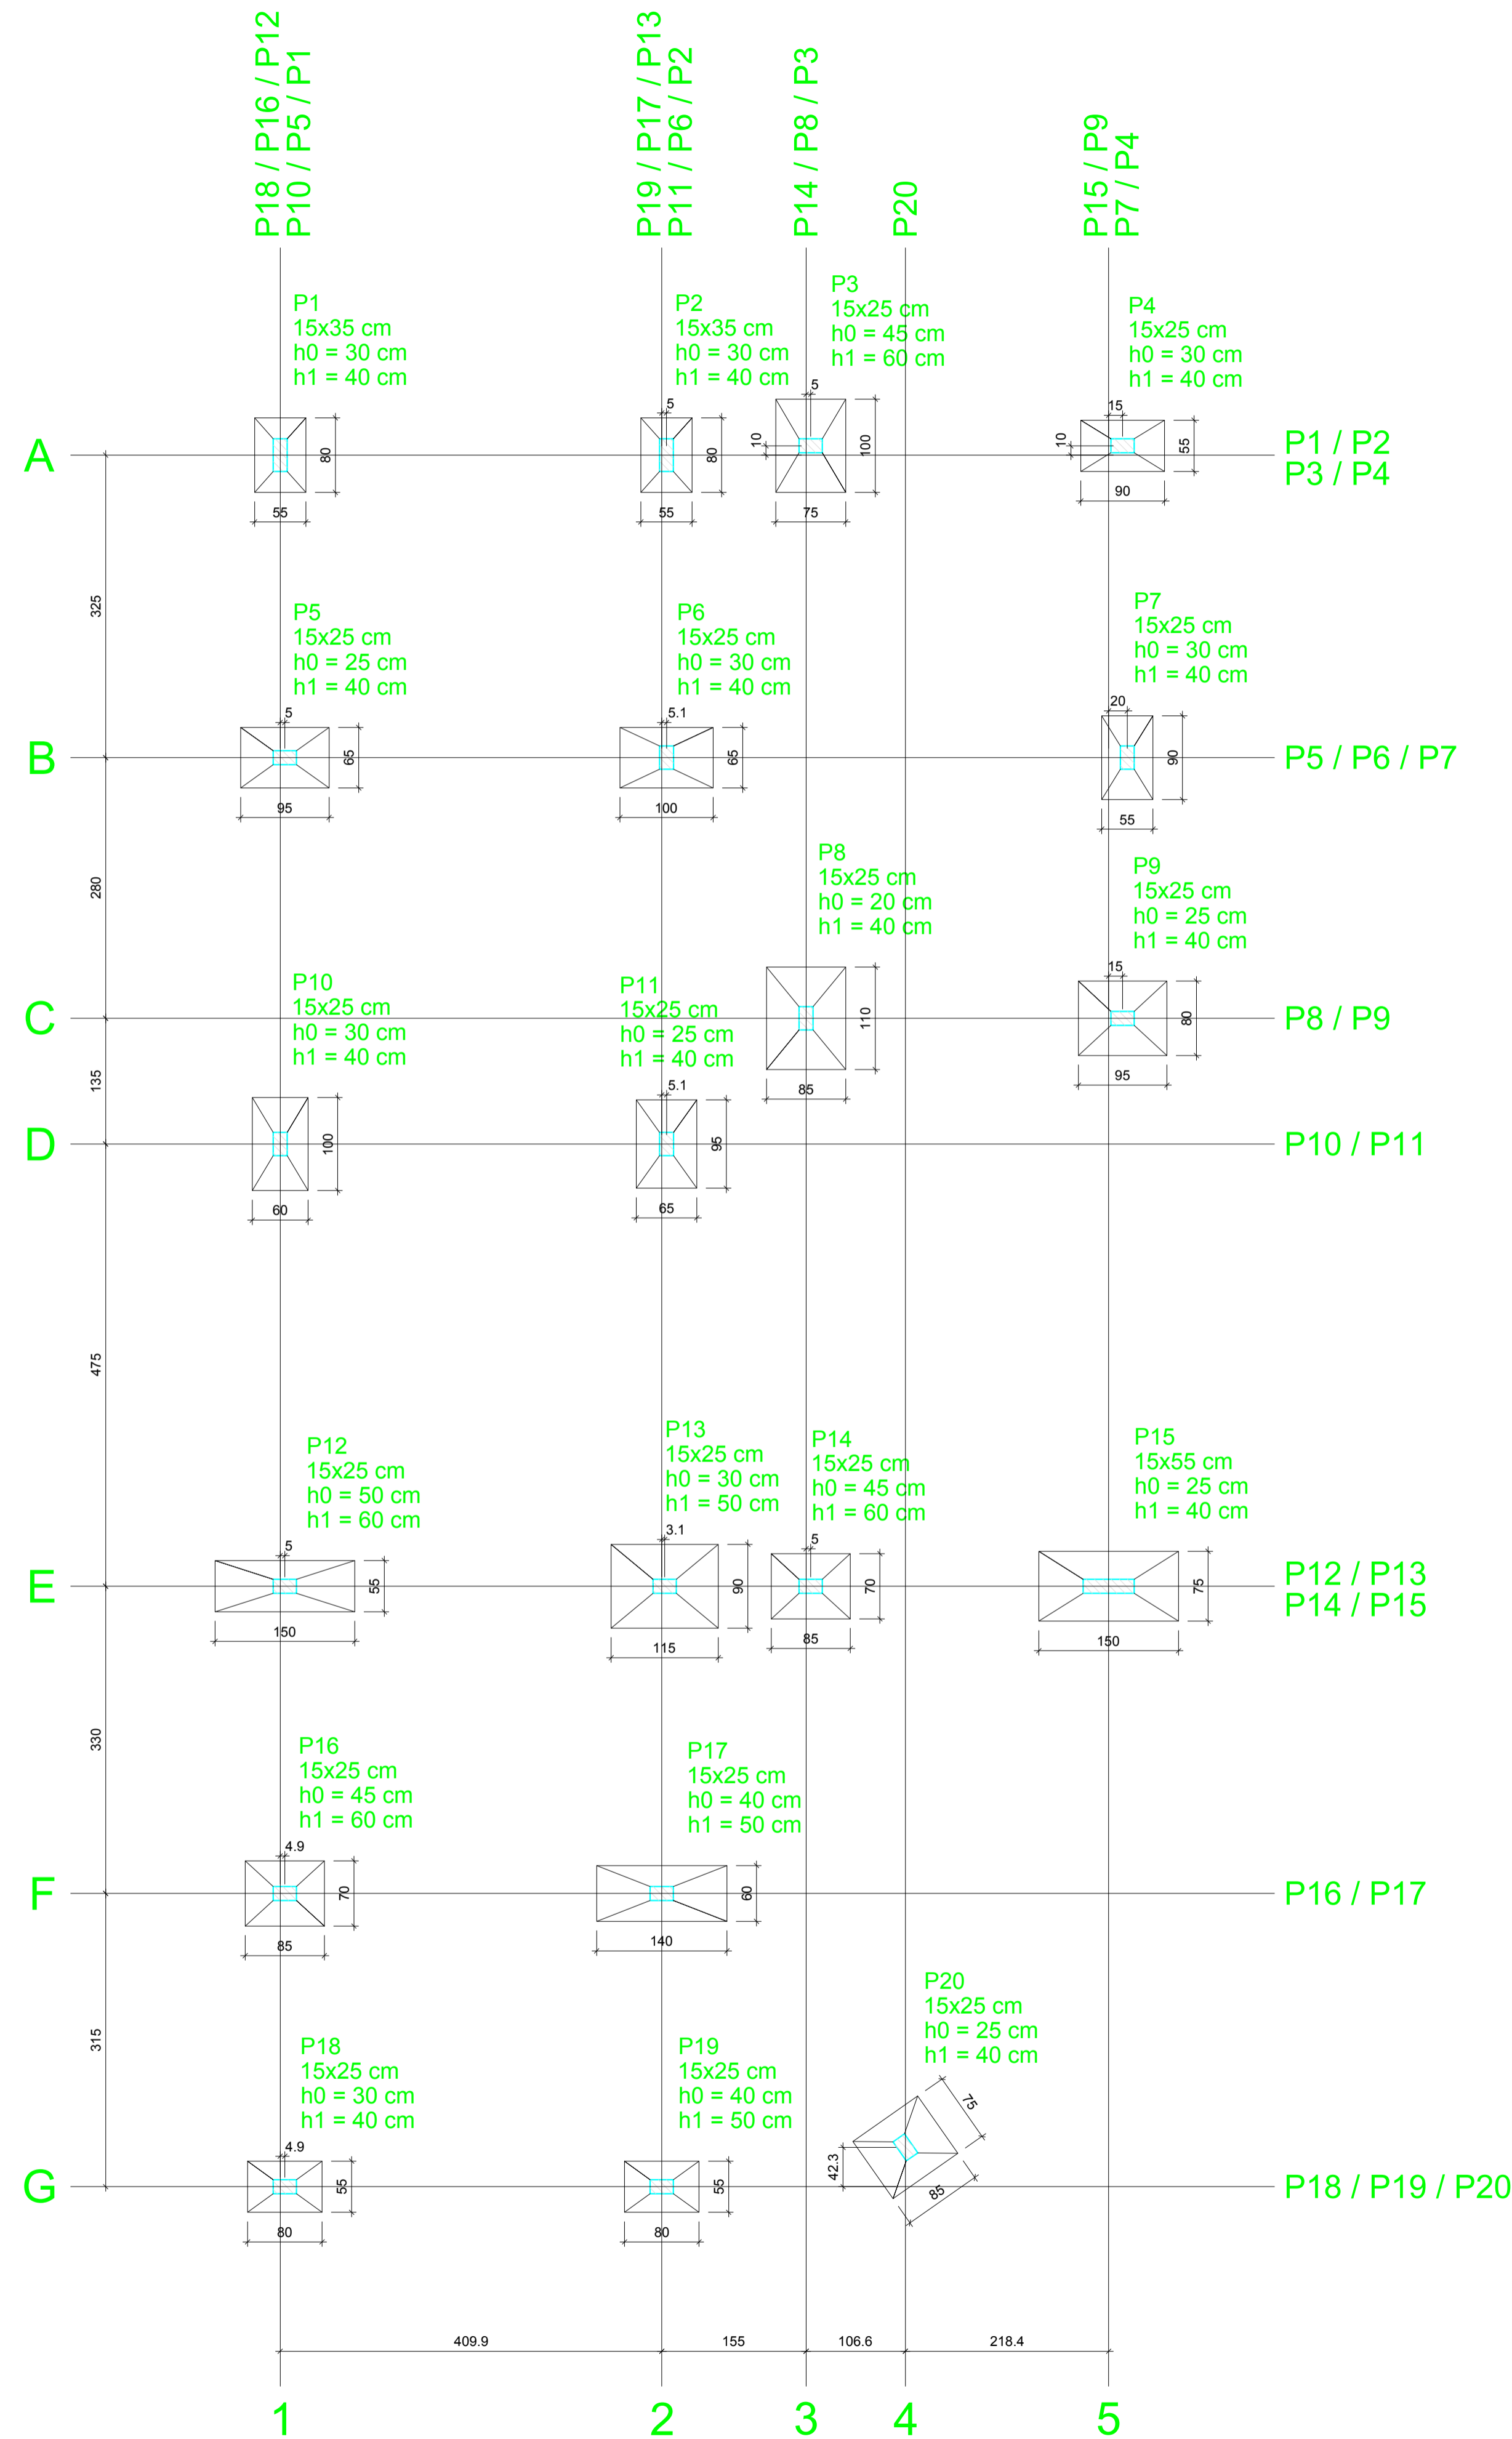 P18 / P16 / P12
P10 / P5 / P1
P19 / P17 / P13
P11 / P6 / P2
P14 / P8 / P3
P20
P15 / P9
P7 / P4
P1
15x35 cm
h0 = 30 cm
h1 = 40 cm
80
55
P2
15x35 cm
h0 = 30 cm
h1 = 40 cm
5
80
55
P3
15x25 cm
h0 = 45 cm
h1 = 60 cm
5
10
100
75
P4
15x25 cm
h0 = 30 cm
h1 = 40 cm
15
10
55
90
A
P1 / P2
P3 / P4
325
P5
15x25 cm
h0 = 25 cm
h1 = 40 cm
5
65
95
P6
15x25 cm
h0 = 30 cm
h1 = 40 cm
5.1
65
100
P7
15x25 cm
h0 = 30 cm
h1 = 40 cm
20
90
55
B
P5 / P6 / P7
280
P8
15x25 cm
h0 = 20 cm
h1 = 40 cm
110
85
P9
15x25 cm
h0 = 25 cm
h1 = 40 cm
15
80
95
C
P8 / P9
135
P10
15x25 cm
h0 = 30 cm
h1 = 40 cm
100
60
P11
15x25 cm
h0 = 25 cm
h1 = 40 cm
5.1
95
65
D
P10 / P11
475
P12
15x25 cm
h0 = 50 cm
h1 = 60 cm
5
55
150
P13
15x25 cm
h0 = 30 cm
h1 = 50 cm
3.1
90
115
P14
15x25 cm
h0 = 45 cm
h1 = 60 cm
5
70
85
P15
15x55 cm
h0 = 25 cm
h1 = 40 cm
75
150
E
P12 / P13
P14 / P15
330
P16
15x25 cm
h0 = 45 cm
h1 = 60 cm
4.9
70
85
P17
15x25 cm
h0 = 40 cm
h1 = 50 cm
60
140
F
P16 / P17
315
P18
15x25 cm
h0 = 30 cm
h1 = 40 cm
4.9
55
80
P19
15x25 cm
h0 = 40 cm
h1 = 50 cm
55
80
P20
15x25 cm
h0 = 25 cm
h1 = 40 cm
75
42.3
85
G
P18 / P19 / P20
409.9
155
106.6
218.4
1
2
3
4
5